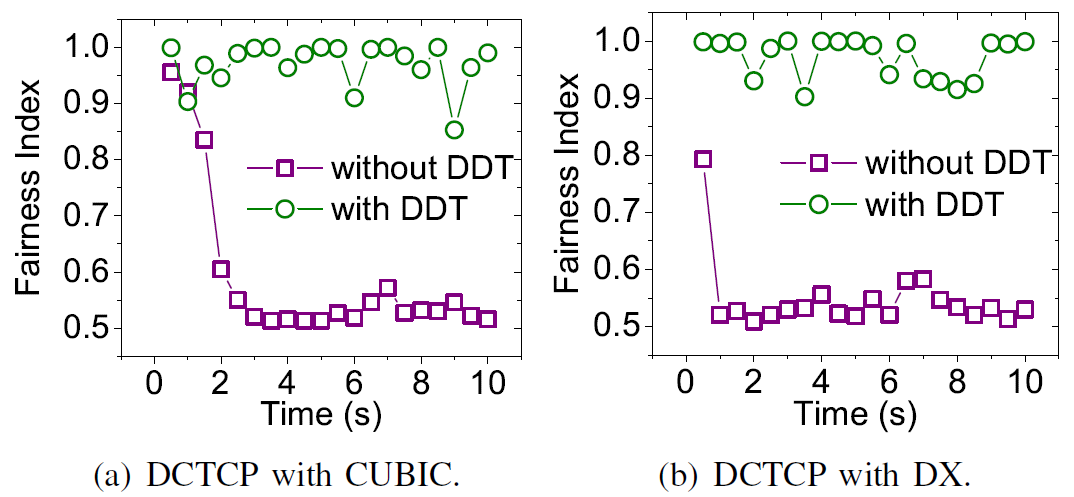 Fairness Index
1.0
0.9
0.8
0.7
0.6
0.5
without DDT
with DDT
0 2 4 6 8 10
Time (s)
(a) DCTCP with CUBIC.
Fairness Index
1.0
0.9
0.8
0.7
0.6
0.5
without DDT
with DDT
0 2 4 6 8 10
Time (s)
(b) DCTCP with DX.